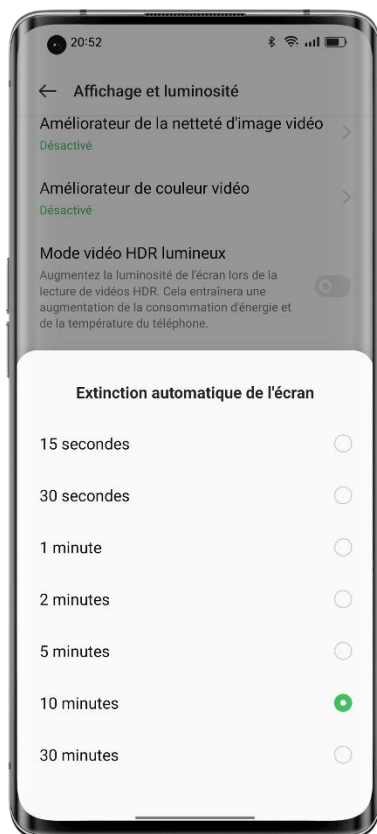 20:52
Affichage et luminosité
Améliorateur de la netteté d'image vidéo
Désactivé
Améliorateur de couleur vidéo
Désactivé
Mode vidéo HDR lumineux
Augmentez la luminosité de l'écran lors de la
lecture de vidéos HDR. Cela entraînera une
augmentation de la consommation d'énergie et
de la température du téléphone.
Extinction automatique de l'écran
15 secondes
30 secondes
1 minute
2 minutes
5 minutes
10 minutes
30 minutes